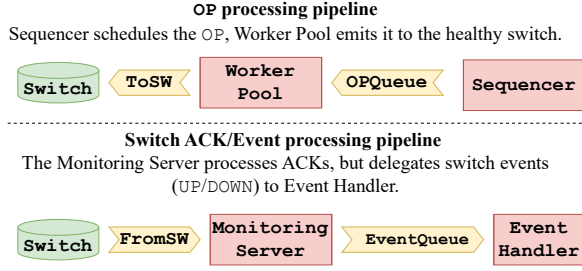 OP processing pipeline
Sequencer schedules the OP, Worker Pool emits it to the healthy switch.
Switch
ToSW
Worker
Pool
OPQueue
Sequencer
Switch ACK/Event processing pipeline
The Monitoring Server processes ACKs, but delegates switch events
(UP/DOWN) to Event Handler.
Switch
FromSW
Monitoring
Server
EventQueue
Event
Handler